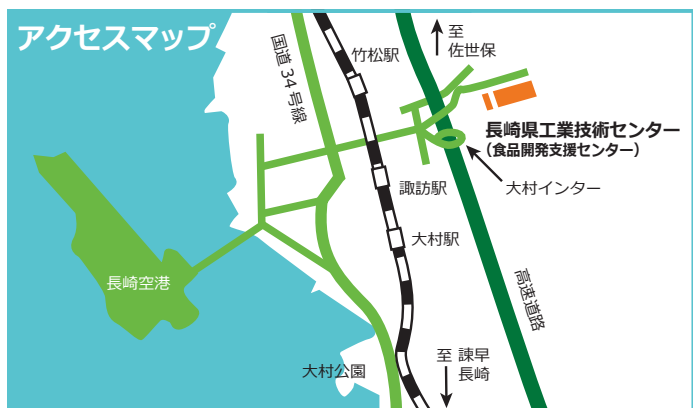 アクセスマップ
国道34号線
竹松駅
至
佐世保
長崎県工業技術センター
(食品開発支援センター)
諏訪駅
大村インター
大村駅
長崎空港
高速道路
大村公園
至 諫早
長崎